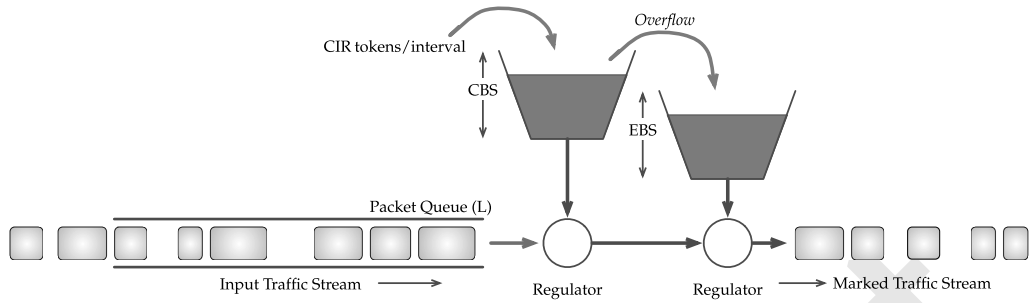 Overflow
CIR tokens/interval
CBS
EBS
Packet Queue (L)
Input Traffic Stream
Regulator
Regulator
Marked Traffic Stream